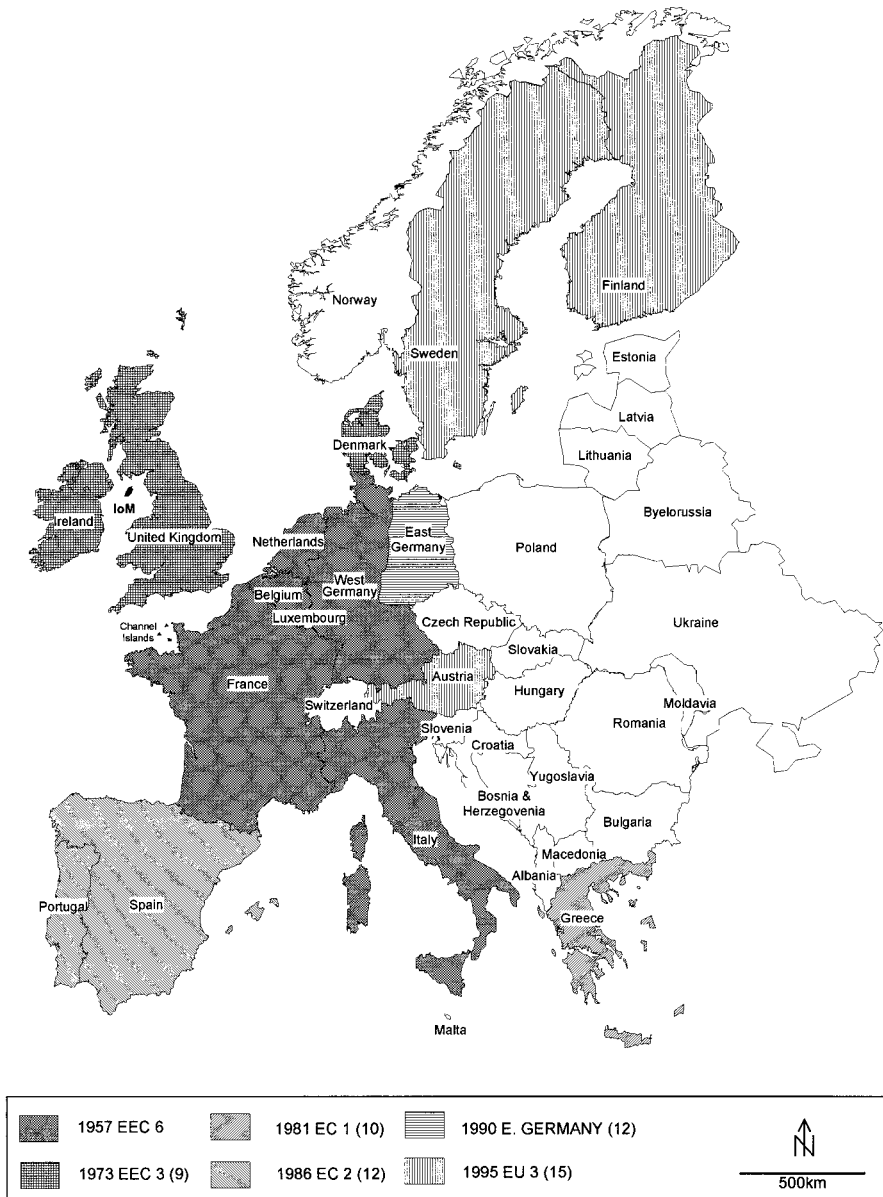 Norway
Finland
Sweden
Estonia
Latvia
Denmark
Lithuania
IoM
Ireland
Byelorussia
United Kingdom
Netherlands
East
Germany
Poland
West
Germany
Belgium
Luxembourg
Czech Republic
Ukraine
Channel
Islands
Slovakia
Austria
France
Hungary
Switzerland
Moldavia
Romania
Slovenia
Croatia
Yugoslavia
Bosnia &
Herzegovenia
Bulgaria
Italy
Macedonia
Albania
Portugal
Spain
Greece
Malta
1957 EEC 6
1981 EC 1 (10)
1990 E. GERMANY (12)
N
1973 EEC 3 (9)
1986 EC 2 (12)
1995 EU 3 (15)
500km